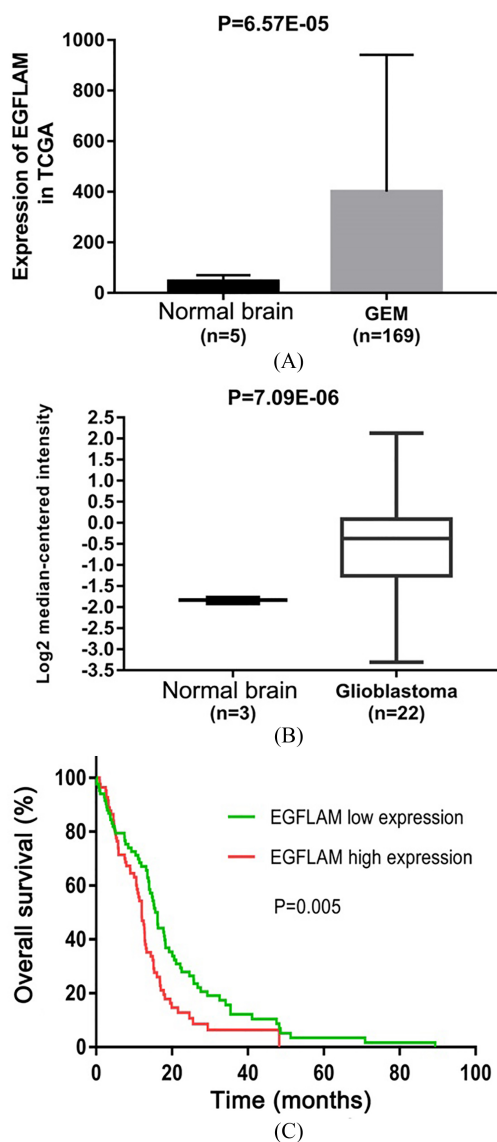 P=6.57E-05
Expression of EGFLAM
in TCGA
1000
800
600
400
200
0
Normal brain
(n=5)
GEM
(n=169)
(A)
P=7.09E-06
Log2 median-centered intensity
2.5
2.0
1.5
1.0
0.5
0.0
-0.5
-1.0
-1.5
-2.0
-2.5
-3.0
-3.5
Normal brain
(n=3)
Glioblastoma
(n=22)
(B)
Overall survival (%)
100
80
60
40
20
0
EGFLAM low expression
EGFLAM high expression
P=0.005
0 20 40 60 80 100
Time (months)
(C)